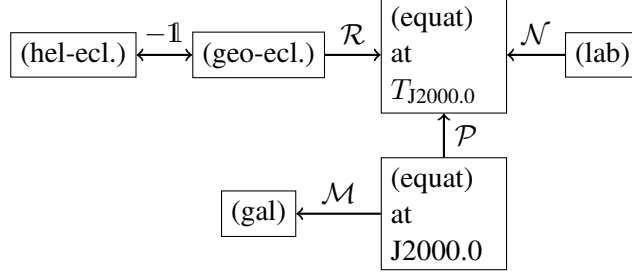 (hel-ecl.) −𝟙 (geo-ecl.) ℛ (equat) at T_J2000.0 𝒩 (lab)
𝒫
(gal) ℳ (equat) at J2000.0